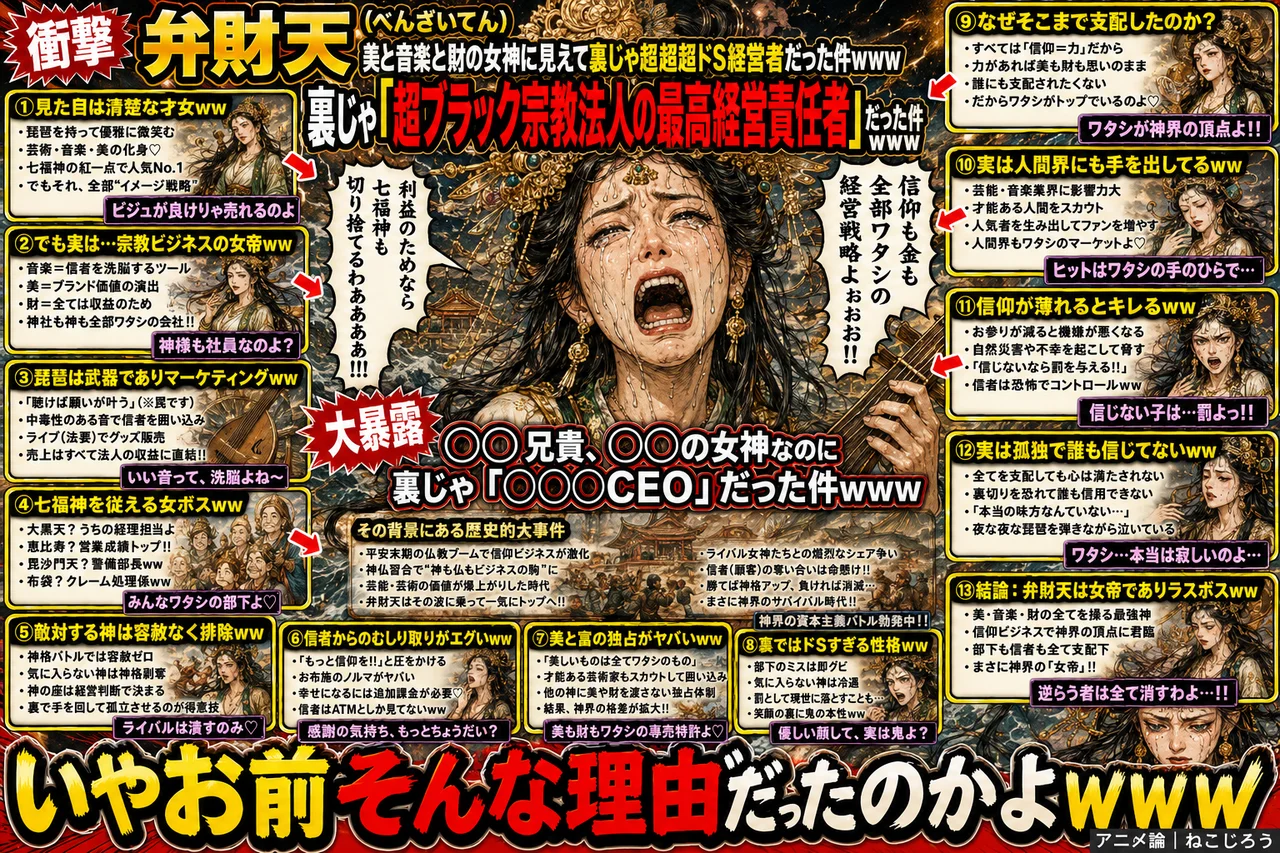 衝撃
弁財天
(べんざいてん)
美と音楽と財の女神に見えて裏じゃ超超超ドS経営者だった件www
裏じゃ「超ブラック宗教法人の最高経営責任者」だった件www
①見た目は清楚な才女ww
・琵琶を持って優雅に微笑む
・芸術・音楽・美の化身♡
・七福神の紅一点で人気No.1
・でもそれ、全部“イメージ戦略”
ビジュが良けりゃ売れるのよ
②でも実は…宗教ビジネスの女帝ww
・音楽=信者を洗脳するツール
・美=ブランド価値の演出
・財=全ては収益のため
・神社も神も全部ワタシの会社!!
神様も社員なのよ?
③琵琶は武器でありマーケティングww
・「聴けば願いが叶う」(※罠です)
・中毒性のある音で信者を囲い込み
・ライブ(法要)でグッズ販売
・売上はすべて法人の収益に直結!!
いい音って、洗脳よね~
④七福神を従える女ボスww
・大黒天?うちの経理担当よ
・恵比寿?営業成績トップ!!
・毘沙門天?警備部長ww
・布袋?クレーム処理係ww
みんなワタシの部下よ♡
⑤敵対する神は容赦なく排除ww
・神格バトルでは容赦ゼロ
・気に入らない神は神格剥奪
・神の座は経営判断で決まる
・裏で手を回して孤立させるのが得意技
ライバルは潰すのみ♡
利益のためなら
七福神も
切り捨てるわああああ!!!
信仰も金も
全部ワタシの
経営戦略よぉぉお!!
大暴露
○○兄貴、○○の女神なのに
裏じゃ「○○○CEO」だった件www
その背景にある歴史的大事件
・平安末期の仏教ブームで信仰ビジネスが激化
・神仏習合で“神も仏もビジネスの駒”に
・芸能・芸術の価値が爆上がりした時代
・弁財天はその波に乗って一気にトップへ!!
・ライバル女神たちとの熾烈なシェア争い
・信者(顧客)の奪い合いは命懸け!!
・勝てば神格アップ、負ければ消滅…
・まさに神界のサバイバル時代!!
神界の資本主義バトル勃発中!!
⑥信者からのむしり取りがエグいww
・「もっと信仰を!!」と圧をかける
・お布施のノルマがヤバい
・幸せになるには追加課金が必要♡
・信者はATMとしか見てないww
感謝の気持ち、もっとちょうだい?
⑦美と富の独占がヤバいww
・「美しいものは全てワタシのもの」
・才能ある芸術家もスカウトして囲い込み
・他の神に美や財を渡さない独占体制
・結果、神界の格差が拡大!!
美も財もワタシの専売特許よ♡
⑧裏ではドSすぎる性格ww
・部下のミスは即グビ
・気に入らない神は冷遇
・罰として現世に落とすことも…
・笑顔の裏に鬼の本性ww
優しい顔して、実は鬼よ?
⑨なぜそこまで支配したのか?
・すべては「信仰=力」だから
・力があれば美も財も思いのまま
・誰にも支配されたくない
・だからワタシがトップでいるのよ♡
ワタシが神界の頂点よ!!
⑩実は人間界にも手を出してるww
・芸能・音楽業界に影響力大
・才能ある人間をスカウト
・人気者を生み出してファンを増やす
・人間界もワタシのマーケットよ♡
ヒットはワタシの手のひらで…
⑪信仰が薄れるとキレるww
・お参りが減ると機嫌が悪くなる
・自然災害や不幸を起こして脅す
・「信じないなら罰を与える!!」
・信者は恐怖でコントロールww
信じない子は…罰よっ!!
⑫実は孤独で誰も信じてないww
・全てを支配しても心は満たされない
・裏切りを恐れて誰も信用できない
・「本当の味方なんていない…」
・夜な夜な琵琶を弾きながら泣いている
ワタシ…本当は寂しいのよ…
⑬結論:弁財天は女帝でありラスボスww
・美・音楽・財の全てを操る最強神
・信仰ビジネスで神界の頂点に君臨
・部下も信者も全て支配下
・まさに神界の「女帝」!!
逆らう者は全て消すわよ…!!
いやお前そんな理由だったのかよwww
アニメ論|ねこじろう